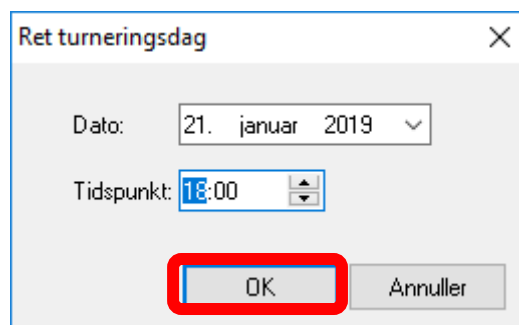 Ret turneringsdag
Dato: 21. januar 2019
Tidspunkt: 18:00
OK Annuller